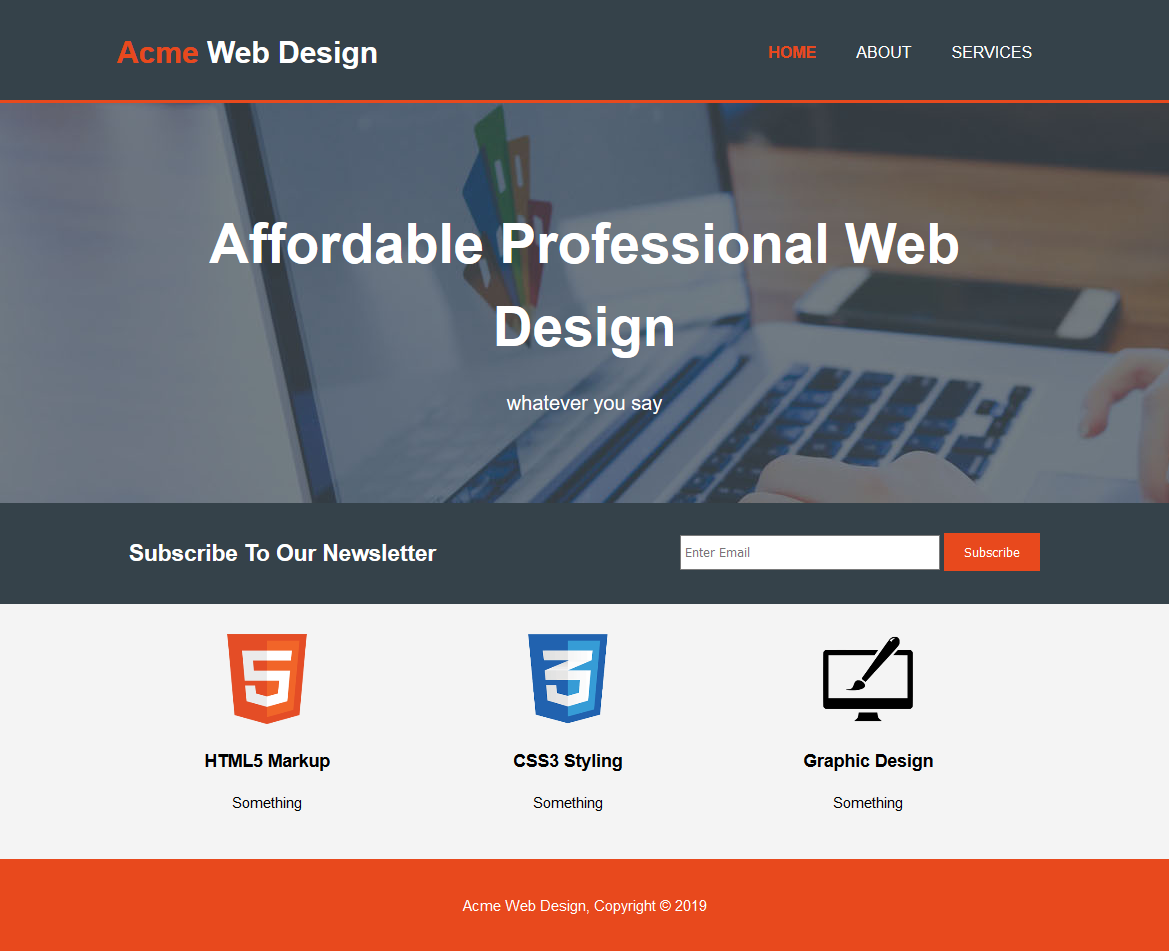 Acme Web Design
HOME ABOUT SERVICES
Affordable Professional Web
Design
whatever you say
Subscribe To Our Newsletter
Enter Email
Subscribe
HTML5 Markup
CSS3 Styling
Graphic Design
Something
Something
Something
Acme Web Design, Copyright © 2019